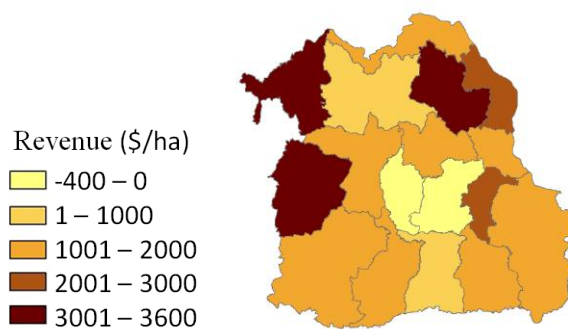 Revenue ($/ha)
-400 – 0
1 – 1000
1001 – 2000
2001 – 3000
3001 – 3600